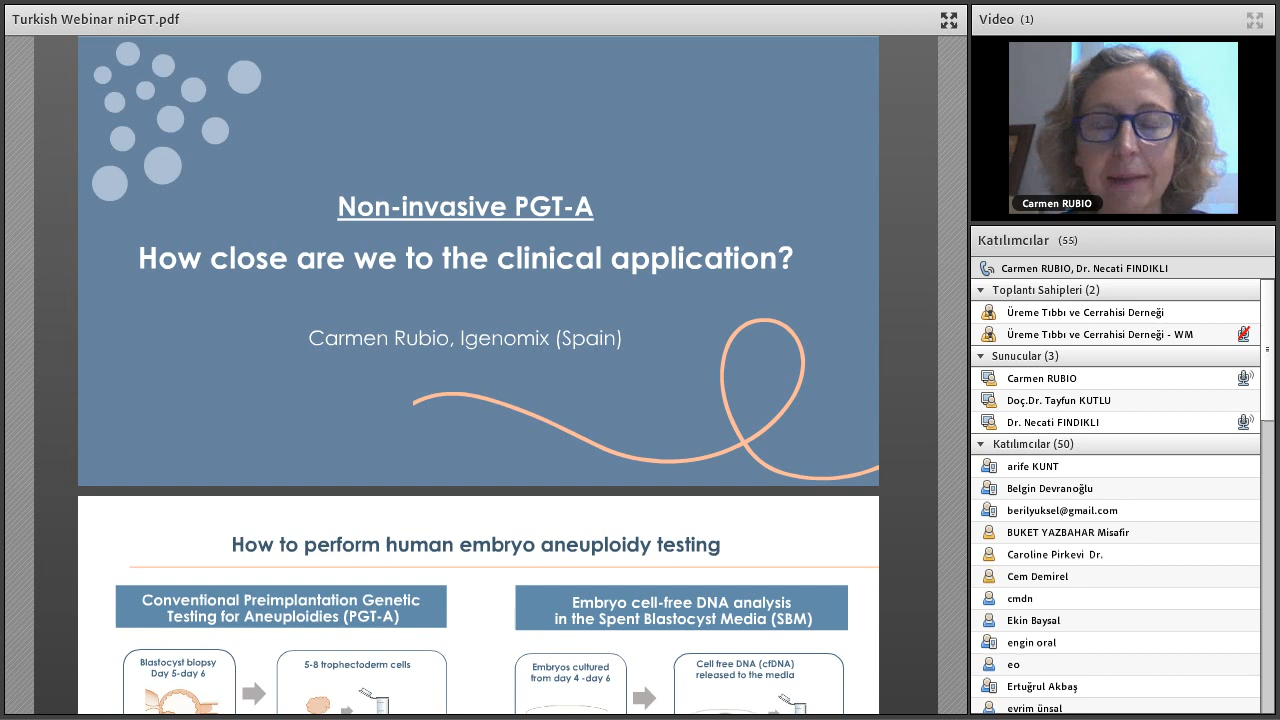 Turkish Webinar niPGT.pdf
Non-invasive PGT-A
How close are we to the clinical application?
Carmen Rubio, Igenomix (Spain)
How to perform human embryo aneuploidy testing
Conventional Preimplantation Genetic
Testing for Aneuploidies (PGT-A)
Blastocyst biopsy
Day 5-day 6
5-8 trophectoderm cells
Embryo cell-free DNA analysis
in the Spent Blastocyst Media (SBM)
Embryos cultured
from day 4 -day 6
Cell free DNA (cfDNA)
released to the media
Video (1)
Carmen RUBIO
Katılımcılar (55)
Carmen RUBIO, Dr. Necati FINDIKLI
Toplantı Sahipleri (2)
Üreme Tıbbı ve Cerrahisi Derneği
Üreme Tıbbı ve Cerrahisi Derneği - WM
Sunucular (3)
Carmen RUBIO
Doç.Dr. Tayfun KUTLU
Dr. Necati FINDIKLI
Katılımcılar (50)
arife KUNT
Belgin Devranoğlu
berilyuksel@gmail.com
BUKET YAZBAHAR Misafir
Caroline Pirkevi Dr.
Cem Demirel
cmdn
Ekin Baysal
engin oral
eo
Ertuğrul Akbaş
evrim ünsal